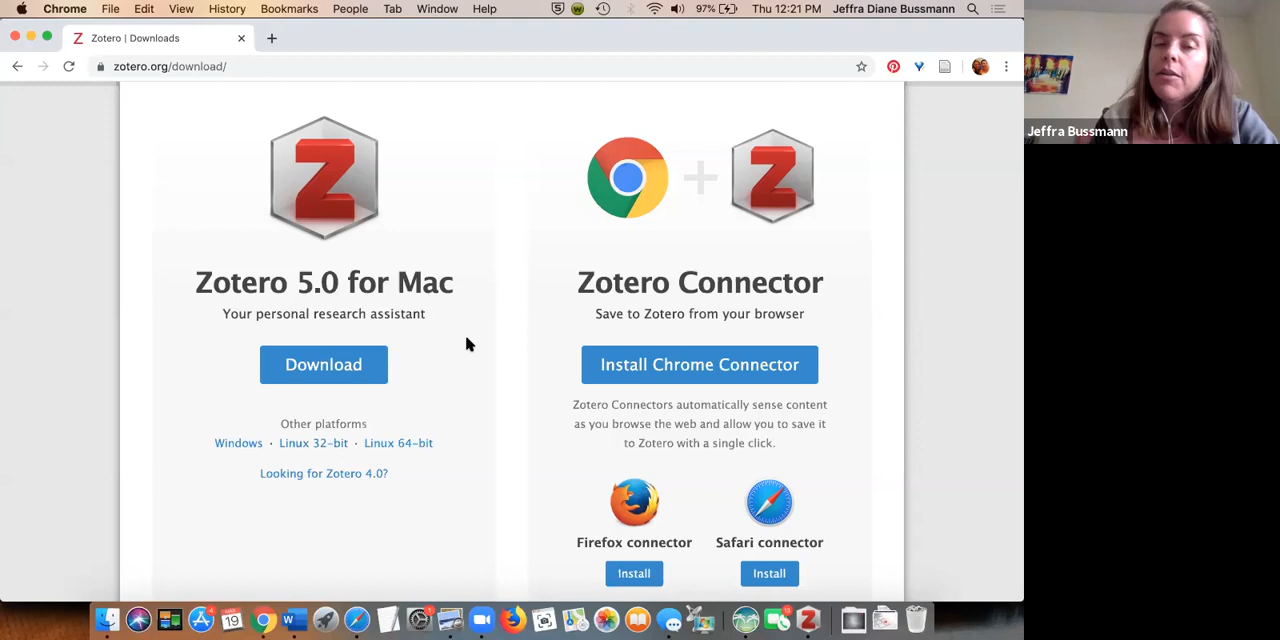 Chrome File Edit View History Bookmarks People Tab Window Help 97% Thu 12:21 PM Jeffra Diane Bussmann
Zotero | Downloads
zotero.org/download/
Jeffra Bussmann
Z
Z
Zotero 5.0 for Mac
Your personal research assistant
Download
Other platforms
Windows · Linux 32-bit · Linux 64-bit
Looking for Zotero 4.0?
Zotero Connector
Save to Zotero from your browser
Install Chrome Connector
Zotero Connectors automatically sense content
as you browse the web and allow you to save it
to Zotero with a single click.
Firefox connector
Install
Safari connector
Install
19